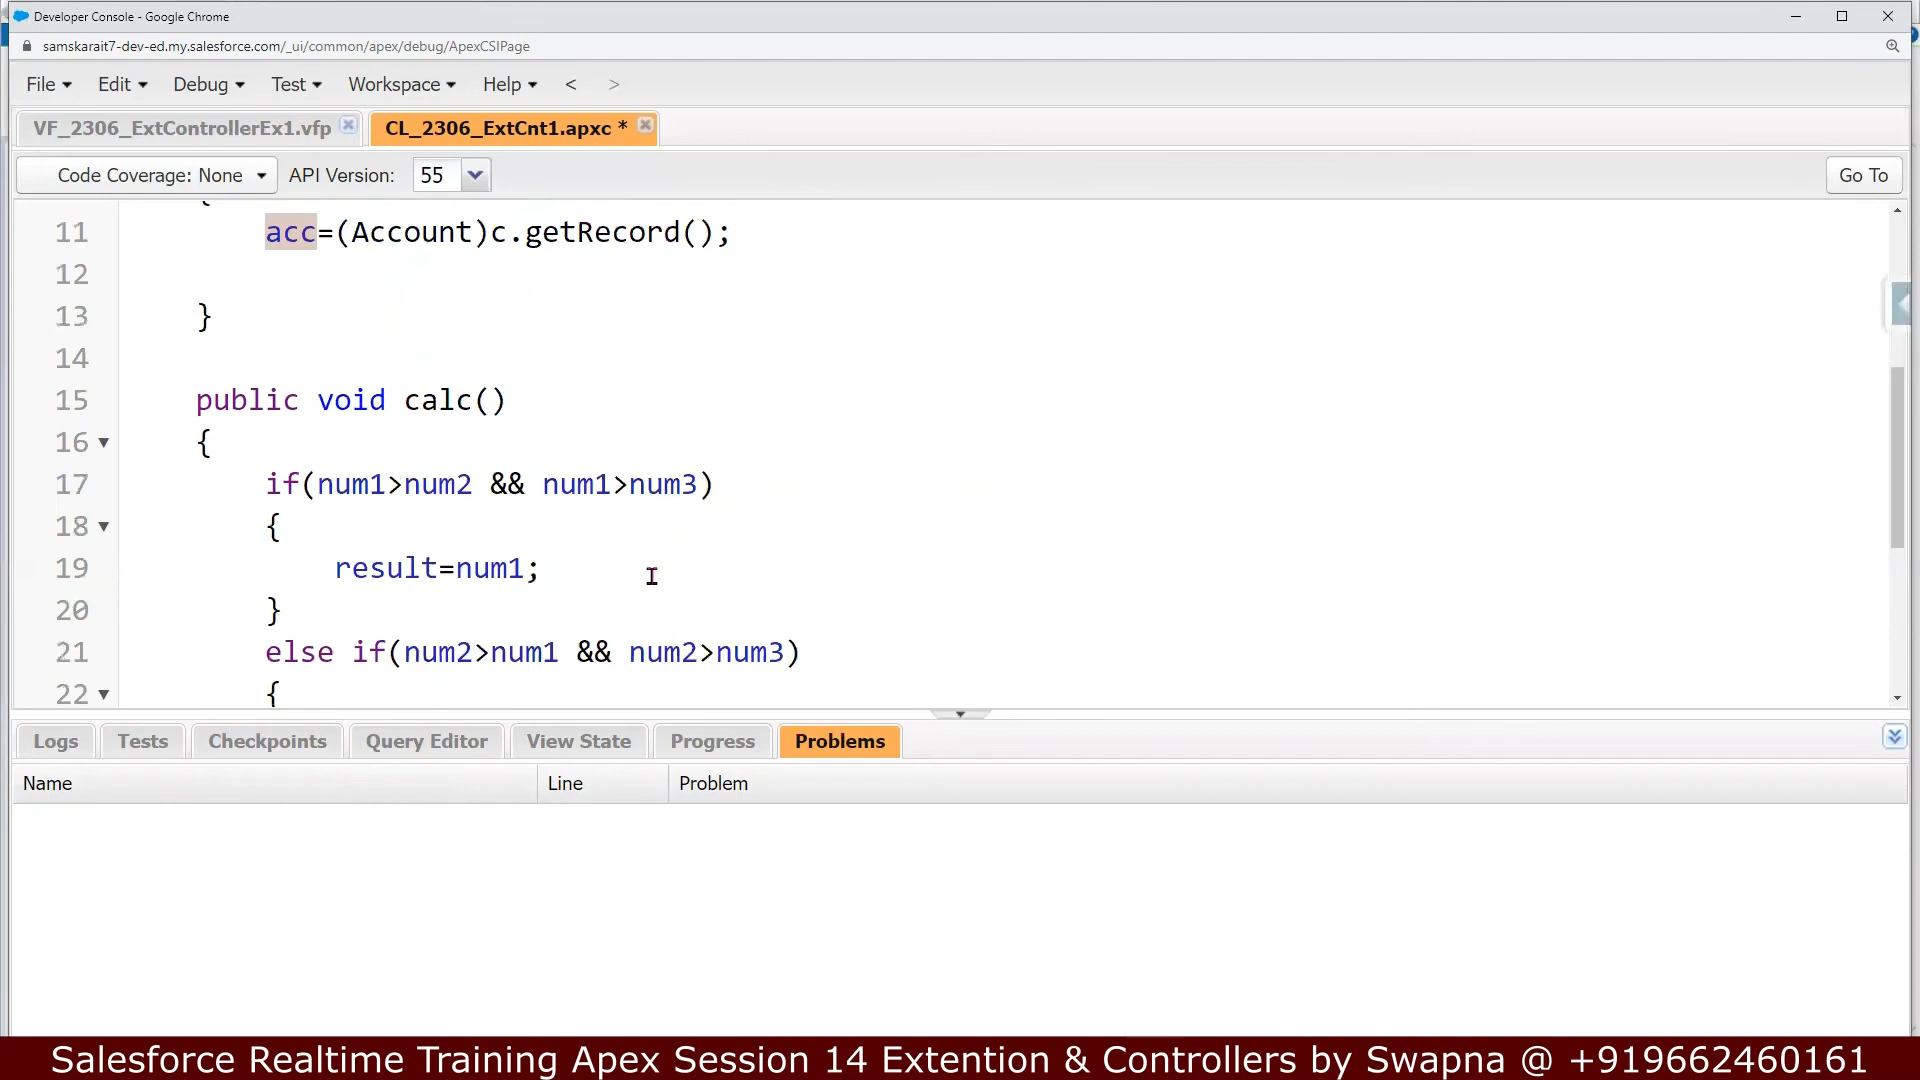 Developer Console - Google Chrome
samskarait7-dev-ed.my.salesforce.com/_ui/common/apex/debug/ApexCSIPage
File Edit Debug Test Workspace Help < >
VF_2306_ExtControllerEx1.vfp CL_2306_ExtCnt1.apxc *
Code Coverage: None API Version: 55 Go To
{
11 acc=(Account)c.getRecord();
12
13 }
14
15 public void calc()
16 {
17 if(num1>num2 && num1>num3)
18 {
19 result=num1;
20 }
21 else if(num2>num1 && num2>num3)
22 {
Logs Tests Checkpoints Query Editor View State Progress Problems
Name Line Problem
Salesforce Realtime Training Apex Session 14 Extention & Controllers by Swapna @ +919662460161